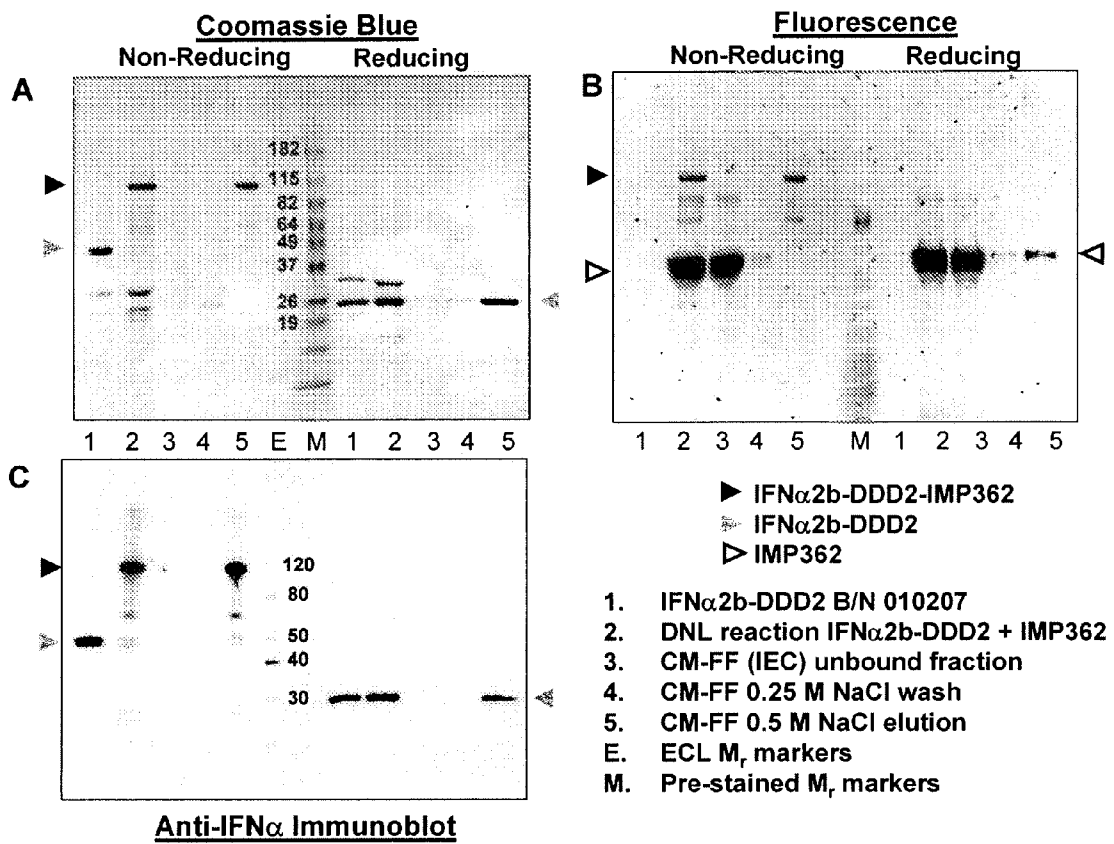 Coomassie Blue
Non-Reducing Reducing
A
182
115
82
64
49
37
26
19
1 2 3 4 5 E M 1 2 3 4 5
Fluorescence
Non-Reducing Reducing
B
1 2 3 4 5 M 1 2 3 4 5
C
120
80
50
40
30
Anti-IFNα Immunoblot
IFNα2b-DDD2-IMP362
IFNα2b-DDD2
IMP362
1. IFNα2b-DDD2 B/N 010207
2. DNL reaction IFNα2b-DDD2 + IMP362
3. CM-FF (IEC) unbound fraction
4. CM-FF 0.25 M NaCl wash
5. CM-FF 0.5 M NaCl elution
E. ECL Mr markers
M. Pre-stained Mr markers